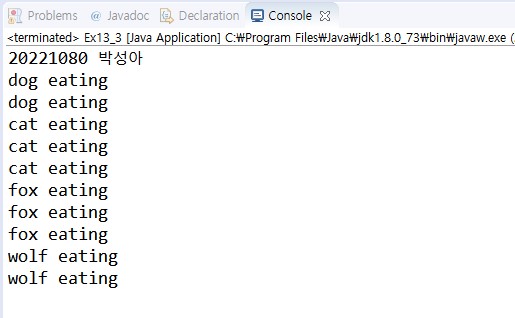 Problems @ Javadoc Declaration Console
<terminated> Ex13_3 [Java Application] C:₩Program Files₩Java₩jdk1.8.0_73₩bin₩javaw.exe (
20221080 박성아
dog eating
dog eating
cat eating
cat eating
cat eating
fox eating
fox eating
fox eating
wolf eating
wolf eating